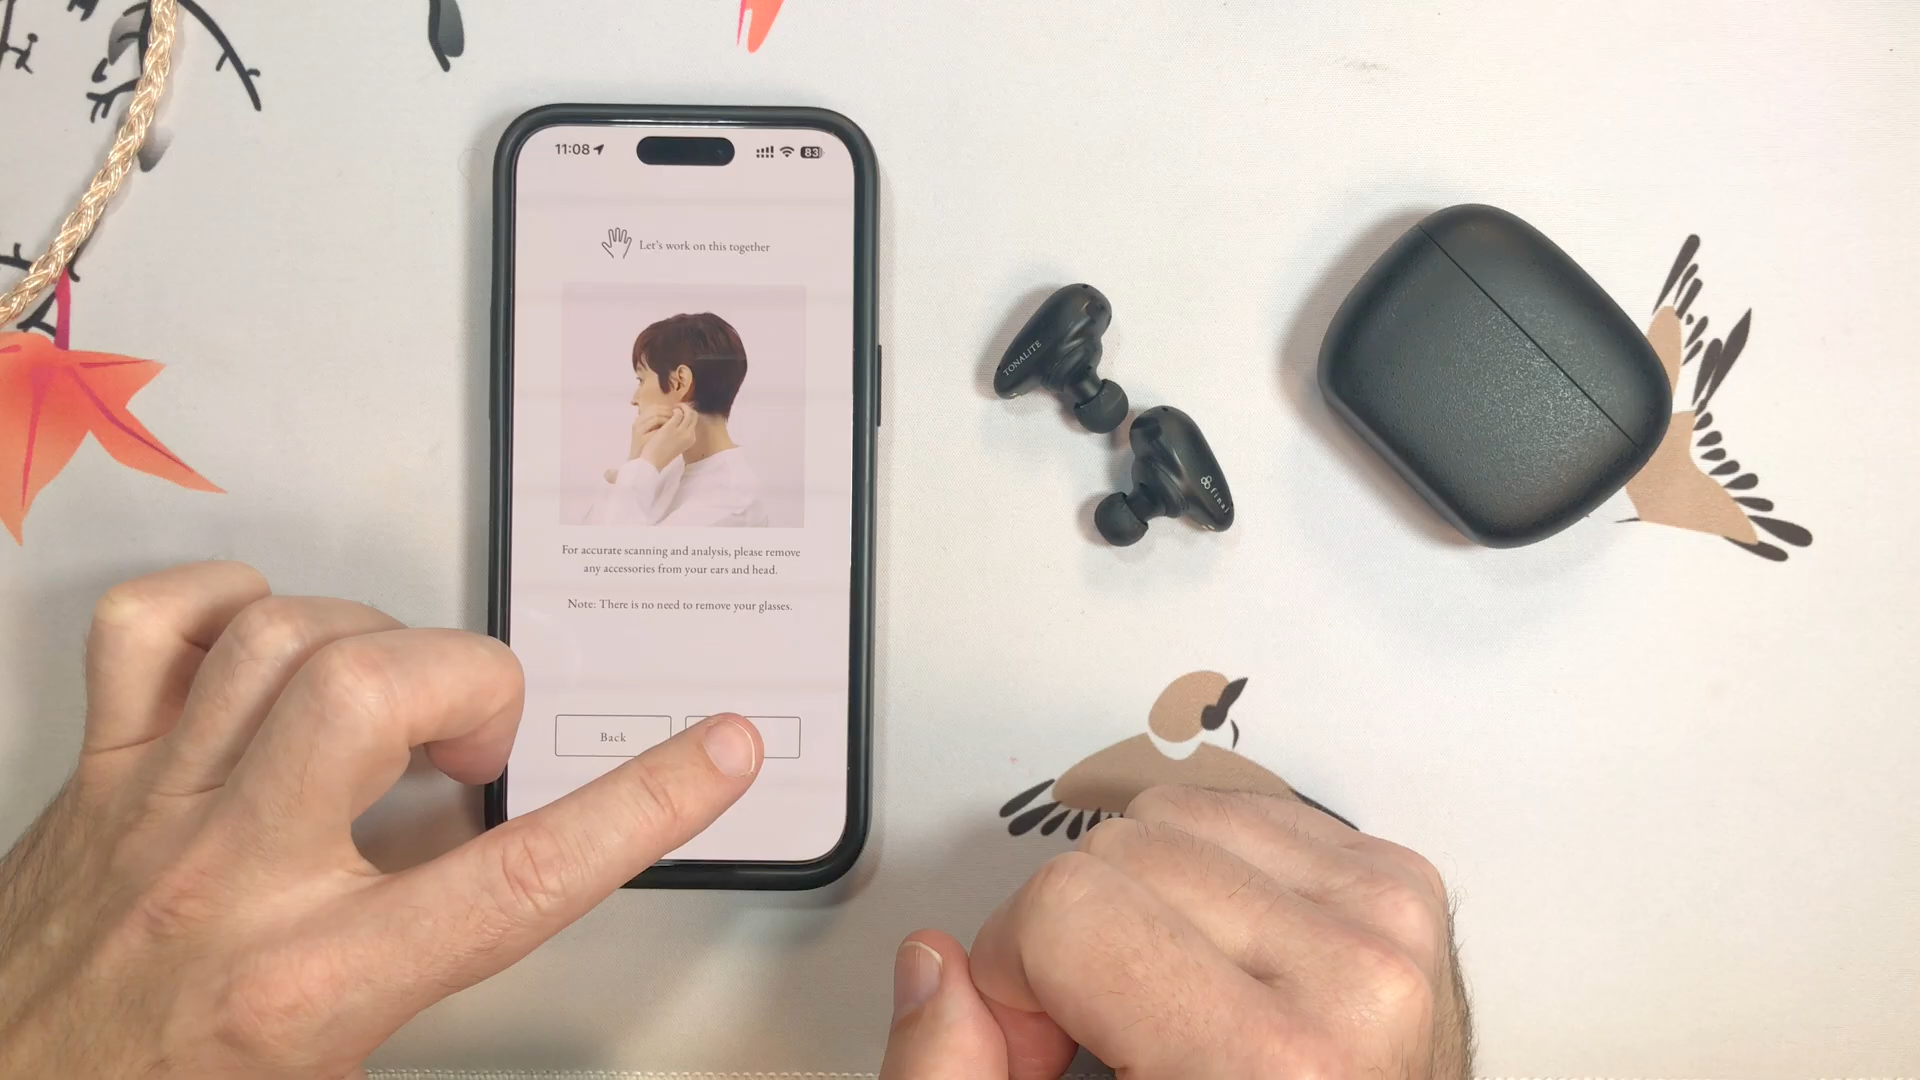 11:08
83
Let's work on this together
For accurate scanning and analysis, please remove
any accessories from your ears and head.
Note: There is no need to remove your glasses.
Back
TONALITE
final